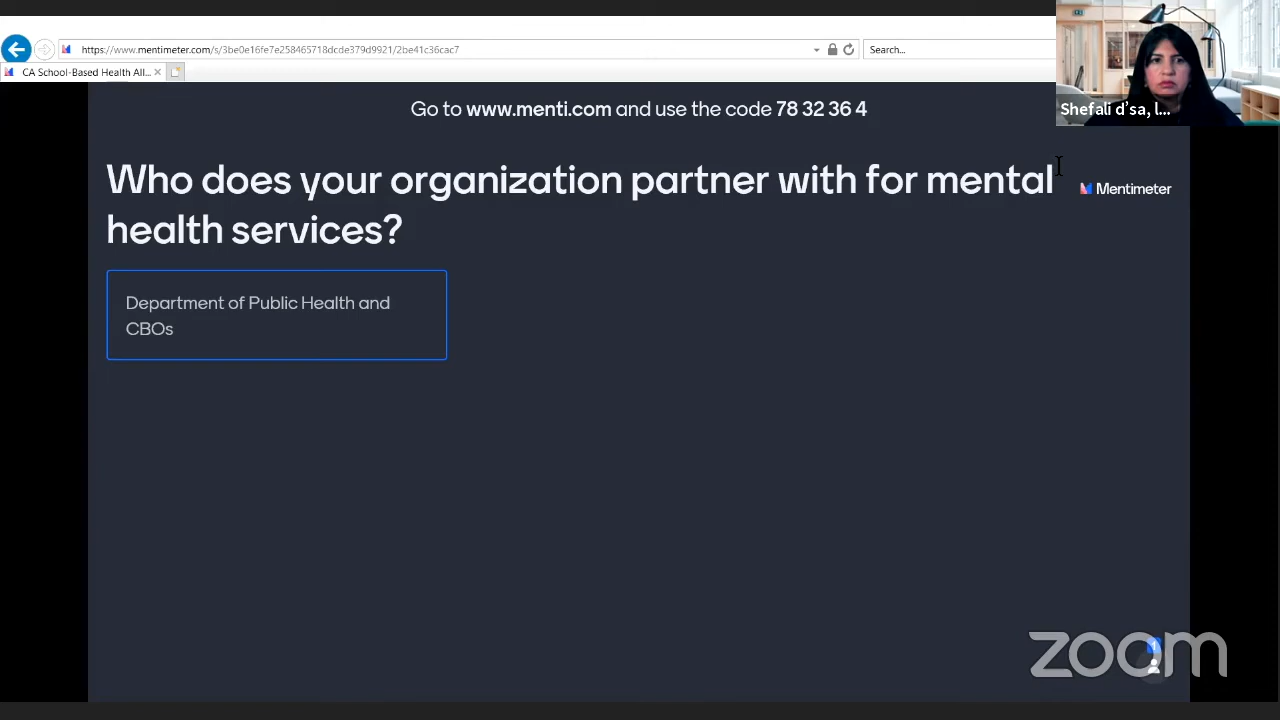 https://www.mentimeter.com/s/3be0e16fe7e258465718dcde379d9921/2be41c36cac7
Search...
CA School-Based Health All...
Shefali d'sa, l...
Go to www.menti.com and use the code 78 32 36 4
Who does your organization partner with for mental
health services?
Mentimeter
Department of Public Health and
CBOs
1
zoom